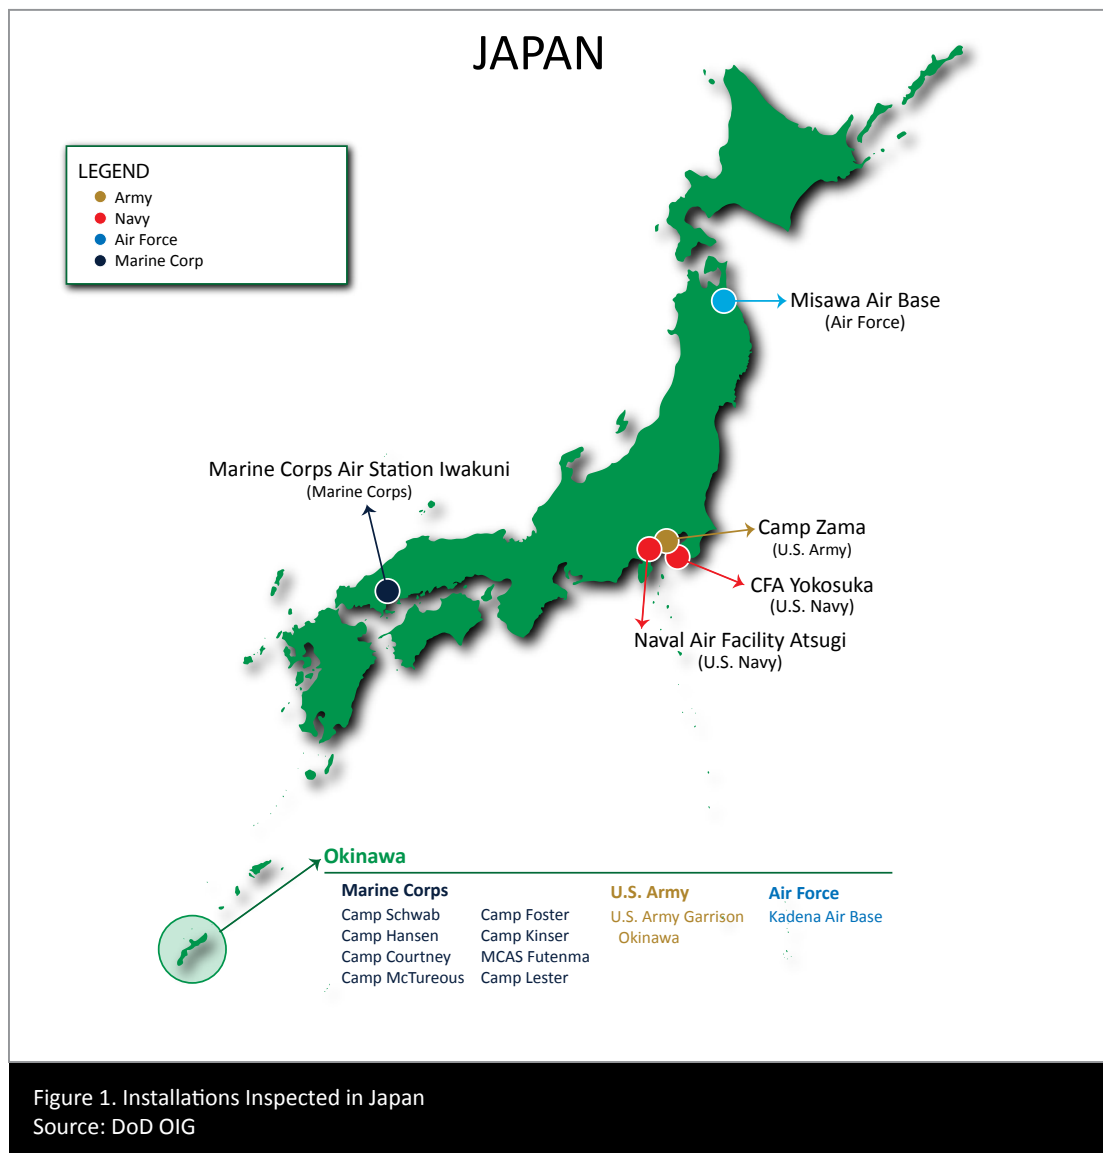 JAPAN
LEGEND
Army
Navy
Air Force
Marine Corp
Misawa Air Base
(Air Force)
Marine Corps Air Station Iwakuni
(Marine Corps)
Camp Zama
(U.S. Army)
CFA Yokosuka
(U.S. Navy)
Naval Air Facility Atsugi
(U.S. Navy)
Okinawa
Marine Corps
Camp Schwab
Camp Hansen
Camp Courtney
Camp McTureous
Camp Foster
Camp Kinser
MCAS Futenma
Camp Lester
U.S. Army
U.S. Army Garrison
Okinawa
Air Force
Kadena Air Base
Figure 1. Installations Inspected in Japan
Source: DoD OIG